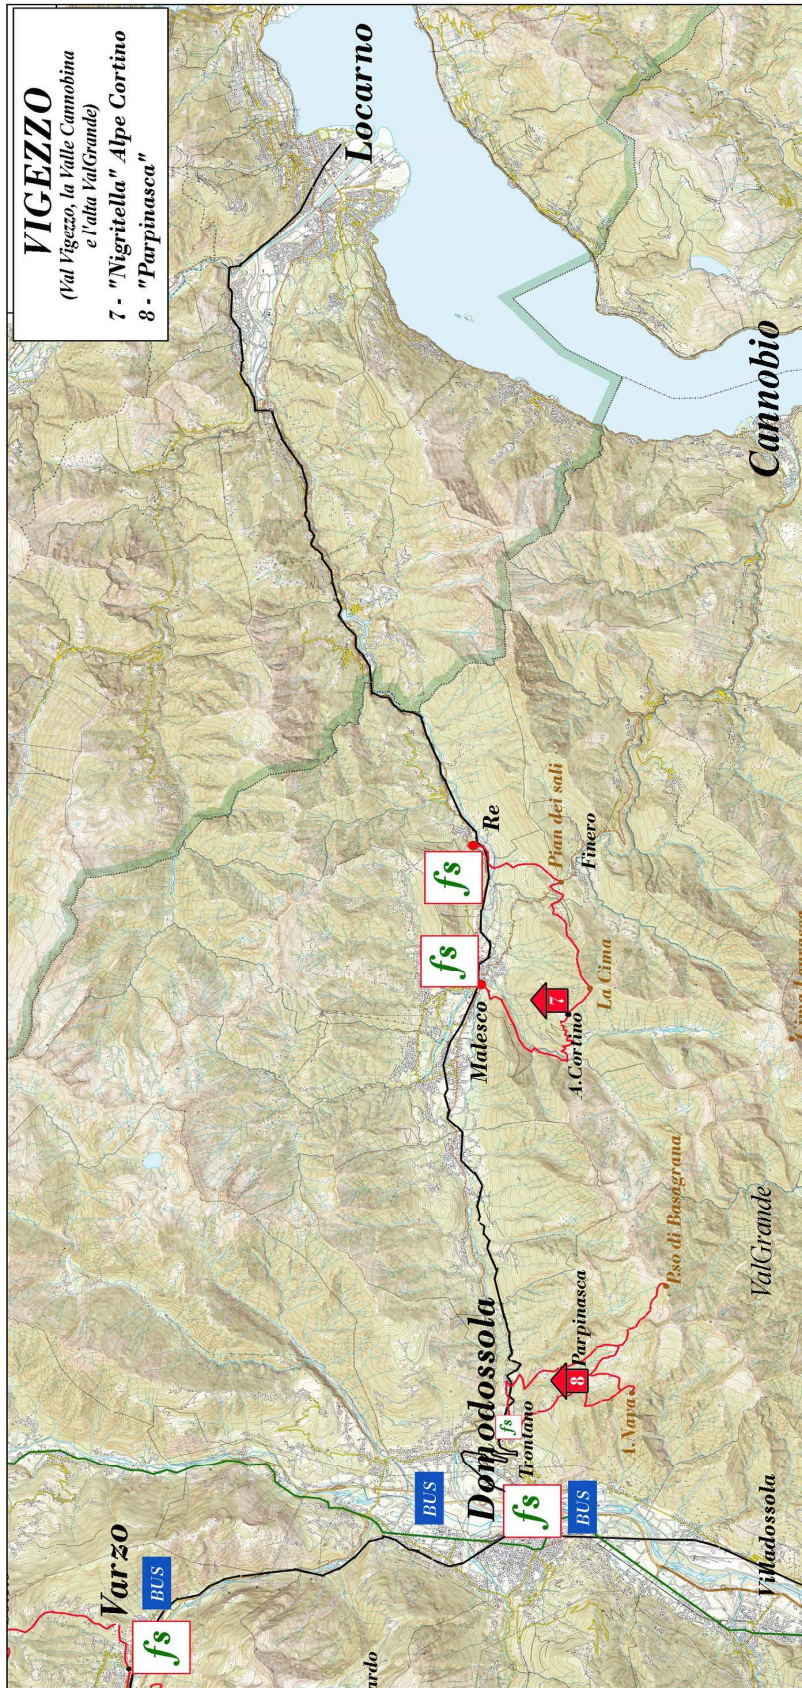 VIGEZZO
(Val Vigezzo, la Valle Cannobina
e l'alta ValGrande)
7 - "Nigritella" Alpe Cortino
8 - "Parpinasca"
Varzo
BUS
fs
BUS
Domodossola
fs
BUS
fs
Trontano
8
Parpinasca
A.Nava
P.so di Basagrana
Villadossola
ValGrande
Malesco
fs
fs
Re
7
A.Cortino
La Cima
Pian dei sali
Finero
Locarno
Cannobio
ardo